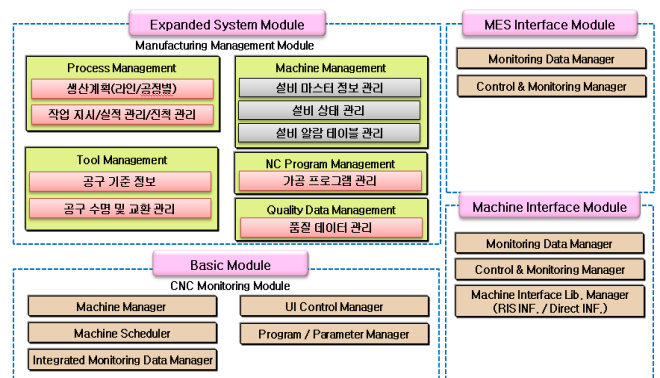 Expanded System Module
Manufacturing Management Module
Process Management
생산계획(라인/공정별)
작업 지시/실적 관리/진척 관리
Machine Management
설비 마스터 정보 관리
설비 상태 관리
설비 알람 테이블 관리
Tool Management
공구 기준 정보
공구 수명 및 교환 관리
NC Program Management
가공 프로그램 관리
Quality Data Management
품질 데이터 관리
MES Interface Module
Monitoring Data Manager
Control & Monitoring Manager
Basic Module
CNC Monitoring Module
Machine Manager
Machine Scheduler
Integrated Monitoring Data Manager
UI Control Manager
Program / Parameter Manager
Machine Interface Module
Monitoring Data Manager
Control & Monitoring Manager
Machine Interface Lib. Manager
(RIS INF. / Direct INF.)